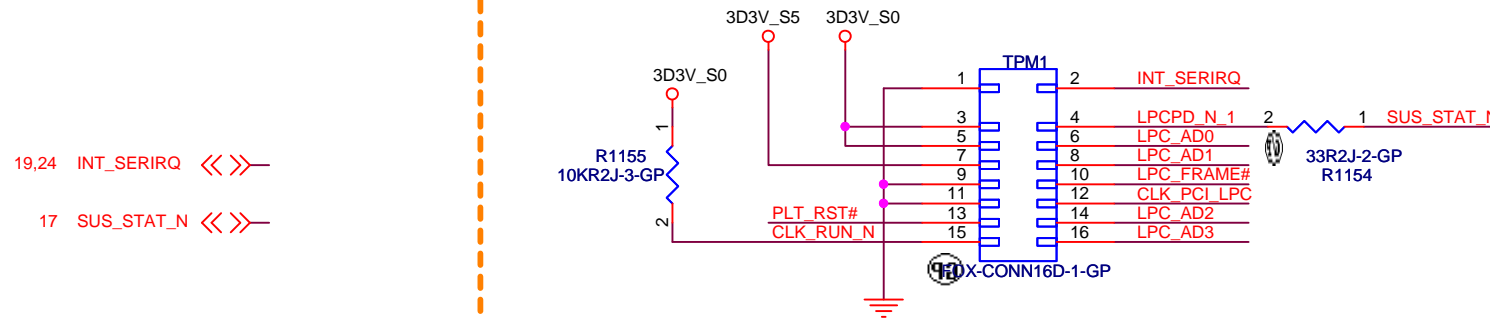 3D3V_S5 3D3V_S0
3D3V_S0
TPM1
1 2 INT_SERIRQ
3 4 LPCPD_N_1 2 1 SUS_STAT_N
5 6 LPC_AD0
7 8 LPC_AD1
9 10 LPC_FRAME#
11 12 CLK_PCI_LPC
PLT_RST# 13 14 LPC_AD2
CLK_RUN_N 15 16 LPC_AD3
FOX-CONN16D-1-GP
1
R1155
10KR2J-3-GP
2
33R2J-2-GP
R1154
19,24 INT_SERIRQ
17 SUS_STAT_N